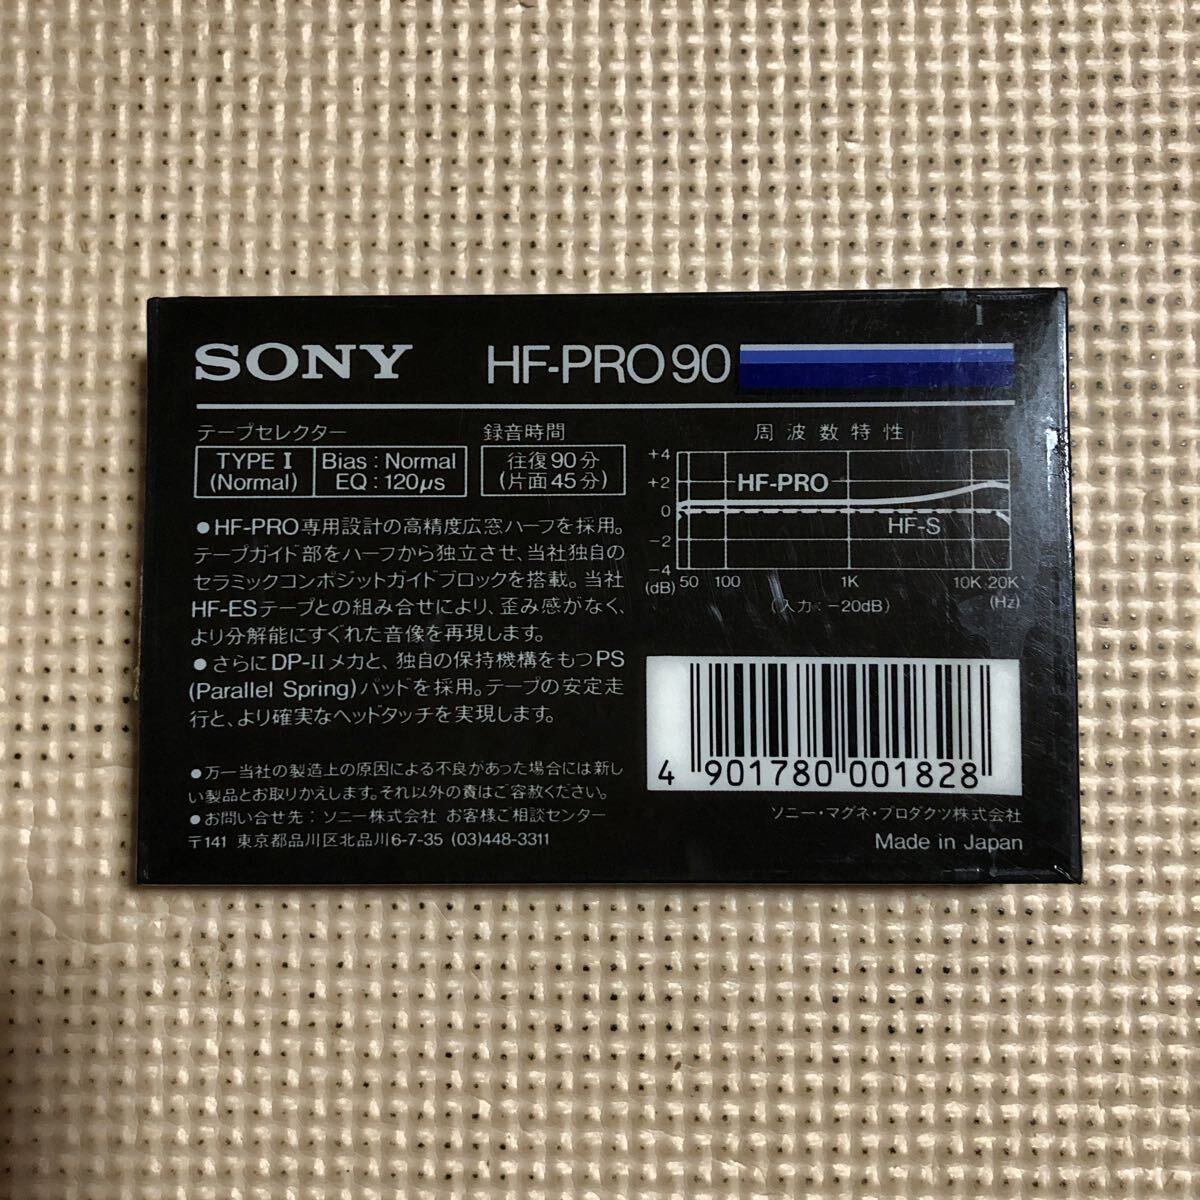 SONY HF-PRO 90
テープセレクター
TYPE I
(Normal)
Bias : Normal
EQ : 120μs
録音時間
往復90分
(片面45分)
●HF-PRO専用設計の高精度広窓ハーフを採用。
テープガイド部をハーフから独立させ、当社独自の
セラミックコンポジットガイドブロックを搭載。当社
HF-ESテープとの組み合せにより、歪み感がなく、
より分解能にすぐれた音像を再現します。
●さらにDP-IIメカと、独自の保持機構をもつPS
(Parallel Spring)パッドを採用。テープの安定走
行と、より確実なヘッドタッチを実現します。
●万一当社の製造上の原因による不良があった場合には新し
い製品とお取りかえします。それ以外の責はご容赦ください。
●お問い合せ先：ソニー株式会社 お客様ご相談センター
〒141 東京都品川区北品川6-7-35 (03)448-3311
周波数特性
+4
+2
0
-2
-4
(dB)
HF-PRO
HF-S
50 100 1K 10K 20K
(Hz)
(入力：-20dB)
4 901780 001828
ソニー・マグネ・プロダクツ株式会社
Made in Japan